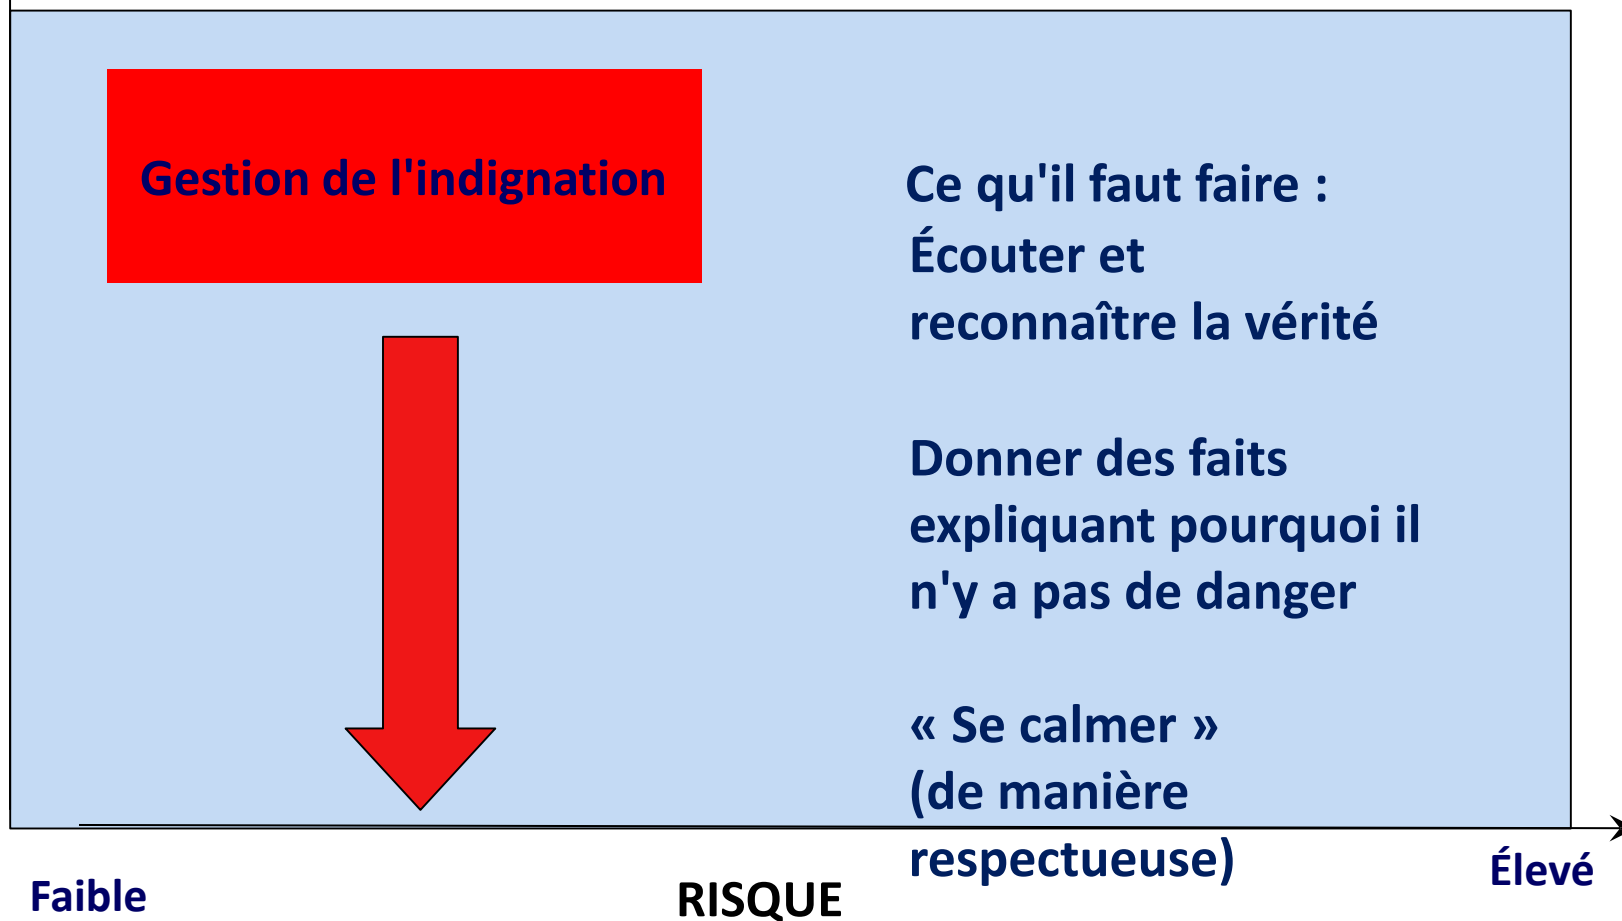 Gestion de l'indignation
Ce qu'il faut faire :
Écouter et
reconnaître la vérité
Donner des faits
expliquant pourquoi il
n'y a pas de danger
« Se calmer »
(de manière
respectueuse)
Faible
RISQUE
Élevé